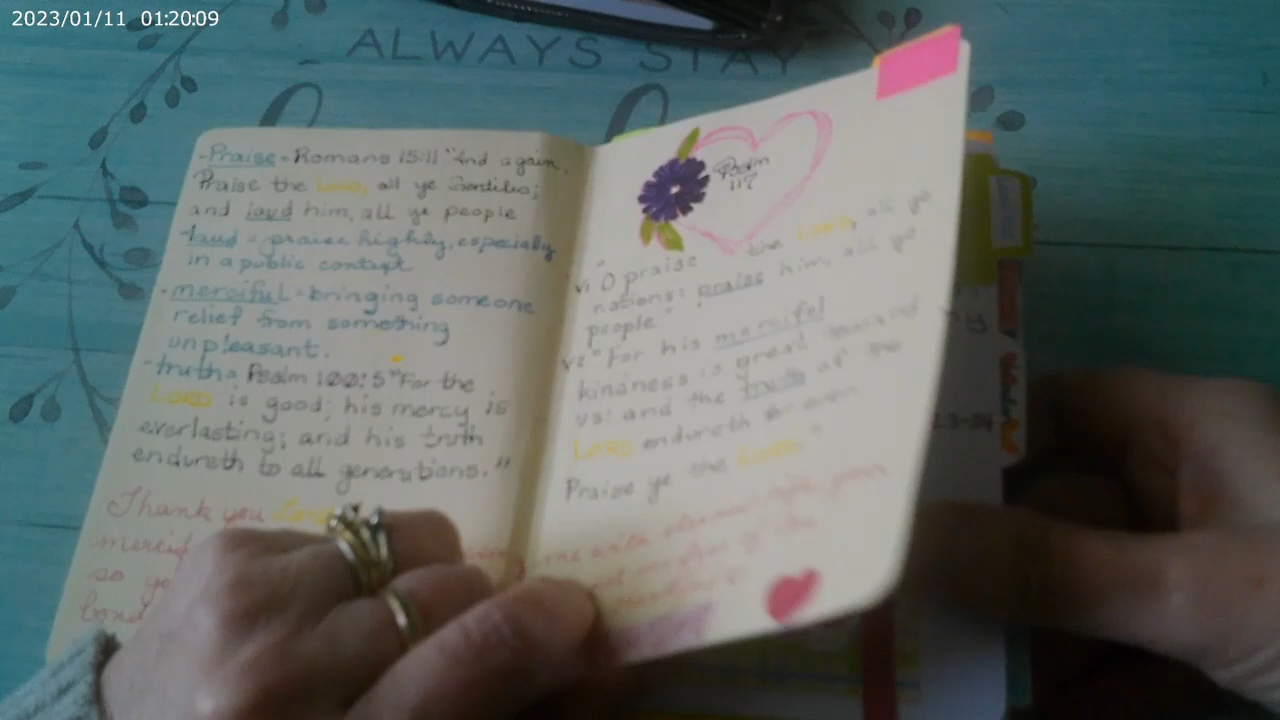 2023/01/11 01:20:09
ALWAYS STAY
-Praise = Romans 15:11 "And again,
Praise the Lord, all ye Gentiles;
and laud him, all ye people
-laud = praise highly, especially
in a public context
-merciful = bringing someone
relief from something
unpleasant.
-truth = Psalm 100:5 "For the
LORD is good; his mercy is
everlasting; and his truth
endureth to all generations."
Thank you Lord
Psalm
117
v1 "O praise the LORD, all ye
nations: praise him, all ye
people."
v2 "For his merciful
kindness is great toward
us: and the truth of the
LORD endureth for ever.
Praise ye the LORD."